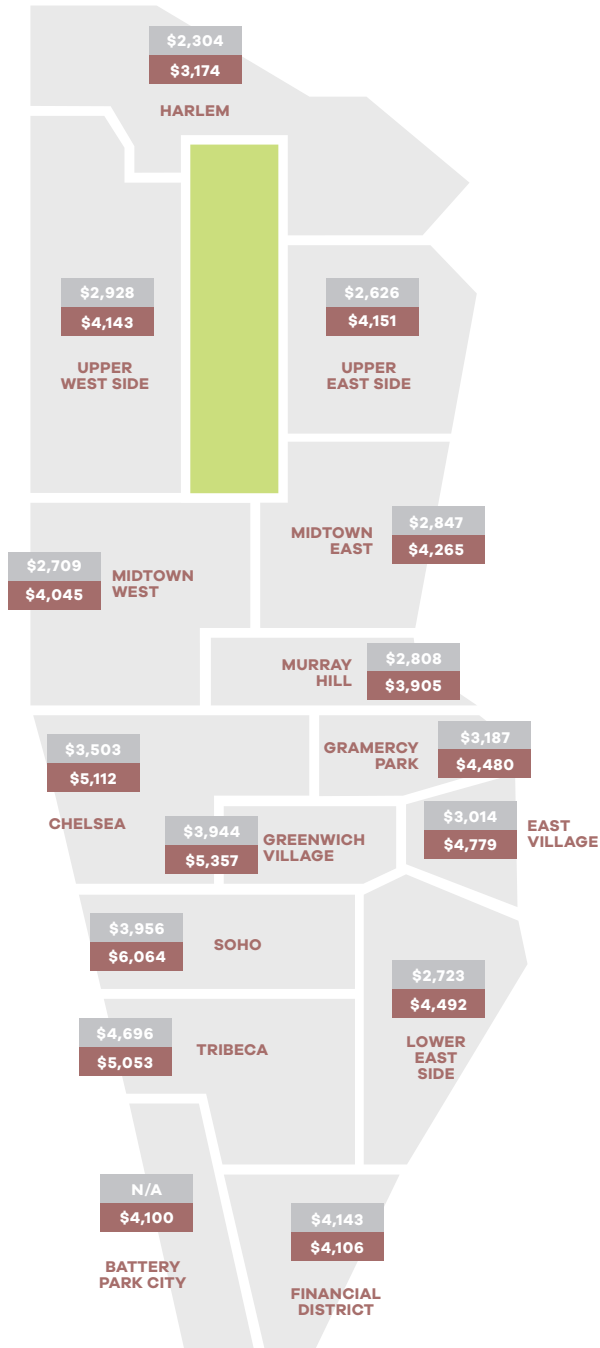 $2,304
$3,174
HARLEM
$2,928
$4,143
UPPER
WEST SIDE
$2,626
$4,151
UPPER
EAST SIDE
MIDTOWN
EAST
$2,847
$4,265
$2,709
$4,045
MIDTOWN
WEST
MURRAY
HILL
$2,808
$3,905
$3,503
$5,112
CHELSEA
GRAMERCY
PARK
$3,187
$4,480
$3,944
$5,357
GREENWICH
VILLAGE
$3,014
$4,779
EAST
VILLAGE
$3,956
$6,064
SOHO
$2,723
$4,492
LOWER
EAST
SIDE
$4,696
$5,053
TRIBECA
N/A
$4,100
BATTERY
PARK CITY
$4,143
$4,106
FINANCIAL
DISTRICT